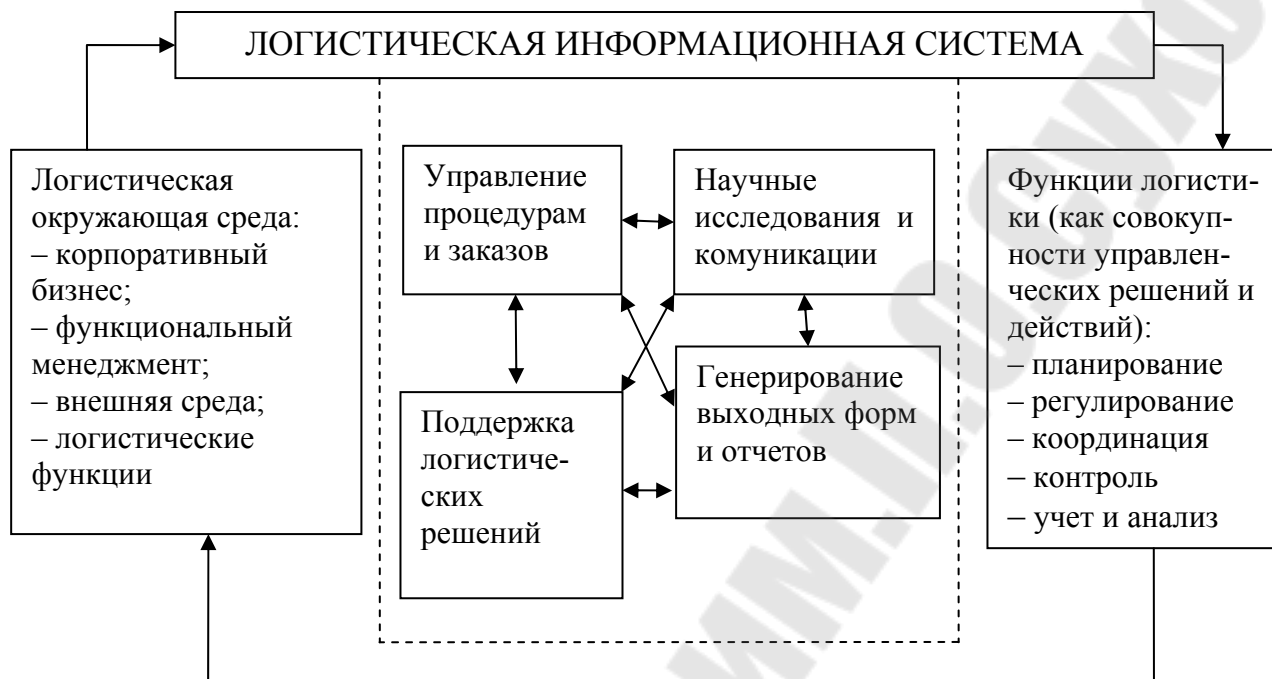 ЛОГИСТИЧЕСКАЯ ИНФОРМАЦИОННАЯ СИСТЕМА
Логистическая
окружающая среда:
– корпоративный
бизнес;
– функциональный
менеджмент;
– внешняя среда;
– логистические
функции
Управление
процедурам
и заказов
Научные
исследования и
комуникации
Поддержка
логистиче-
ских
решений
Генерирование
выходных форм
и отчетов
Функции логисти-
ки (как совокуп-
ности управлен-
ческих решений и
действий):
– планирование
– регулирование
– координация
– контроль
– учет и анализ
им.П.О.Сухо